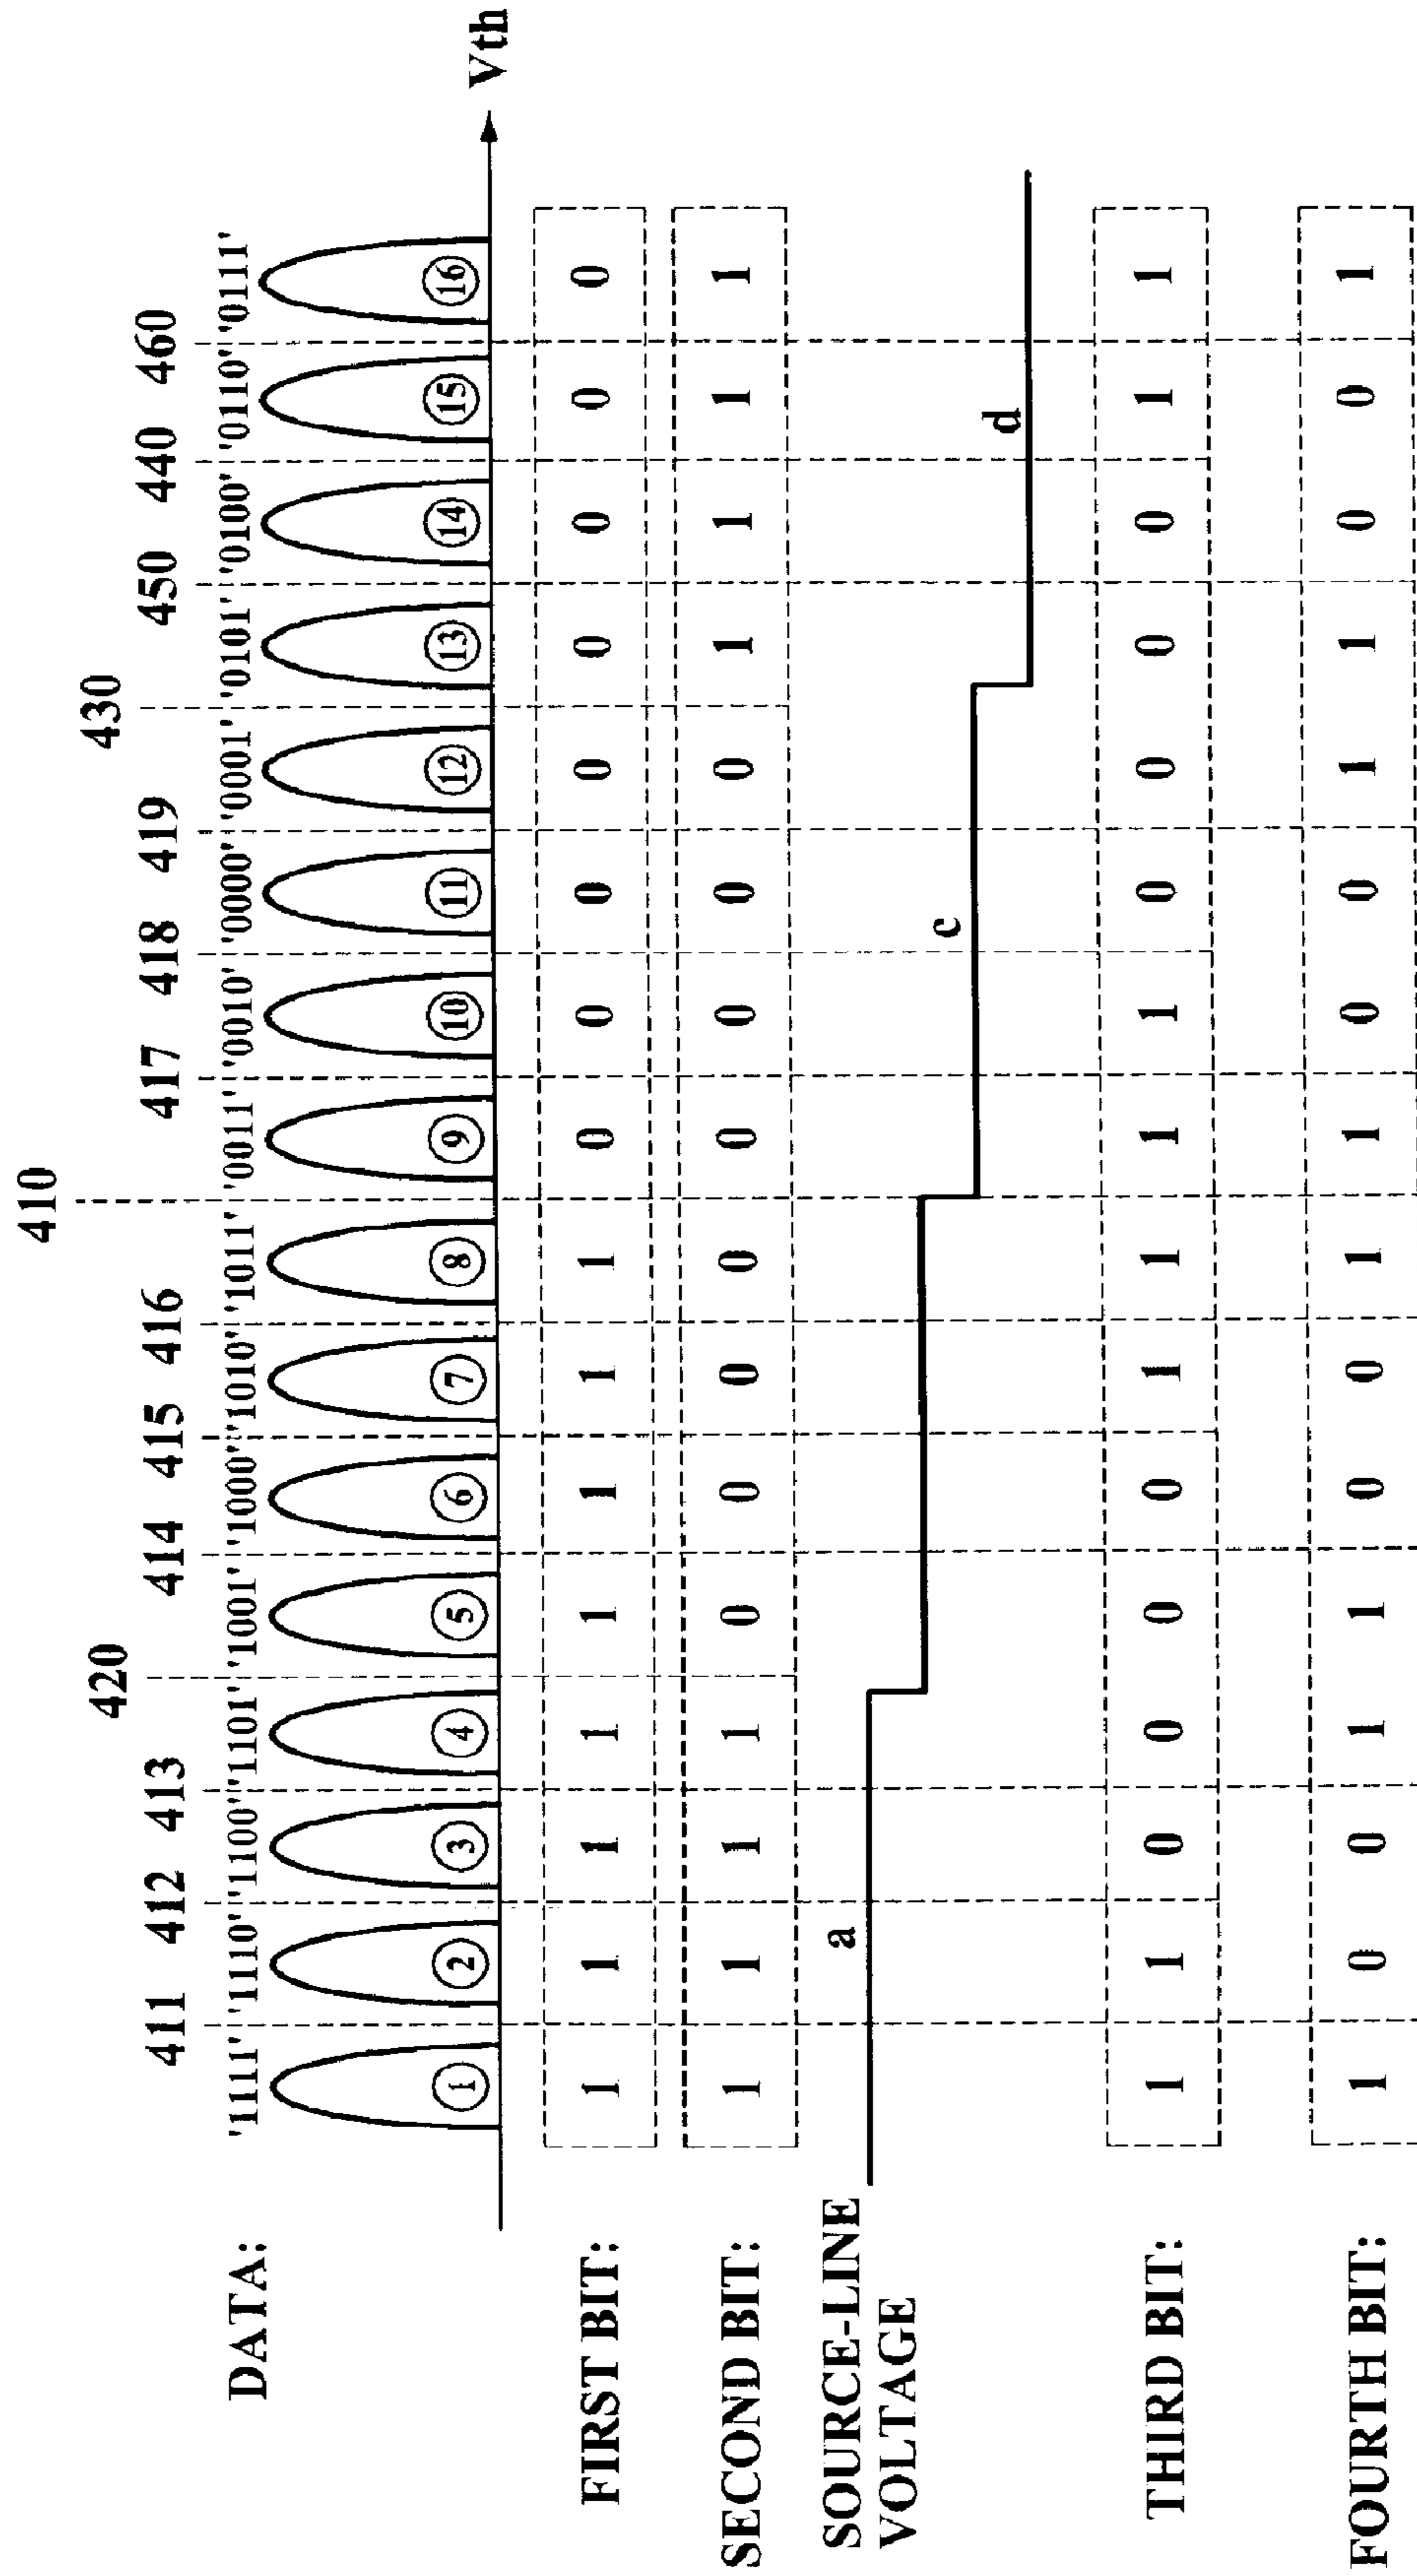 410
420 430
411 412 413 414 415 416 417 418 419 450 440 460
DATA: '1111' '1110' '1100' '1101' '1001' '1000' '1010' '1011' '0011' '0010' '0000' '0001' '0101' '0100' '0110' '0111'
1 2 3 4 5 6 7 8 9 10 11 12 13 14 15 16
Vth
FIRST BIT: 1 1 1 1 1 1 1 1 0 0 0 0 0 0 0 0
SECOND BIT: 1 1 1 1 0 0 0 0 0 0 0 0 1 1 1 1
SOURCE-LINE
VOLTAGE
a
c
d
THIRD BIT: 1 1 0 0 0 0 1 1 1 1 0 0 0 0 1 1
FOURTH BIT: 1 0 0 1 1 0 0 1 1 0 0 1 1 0 0 1